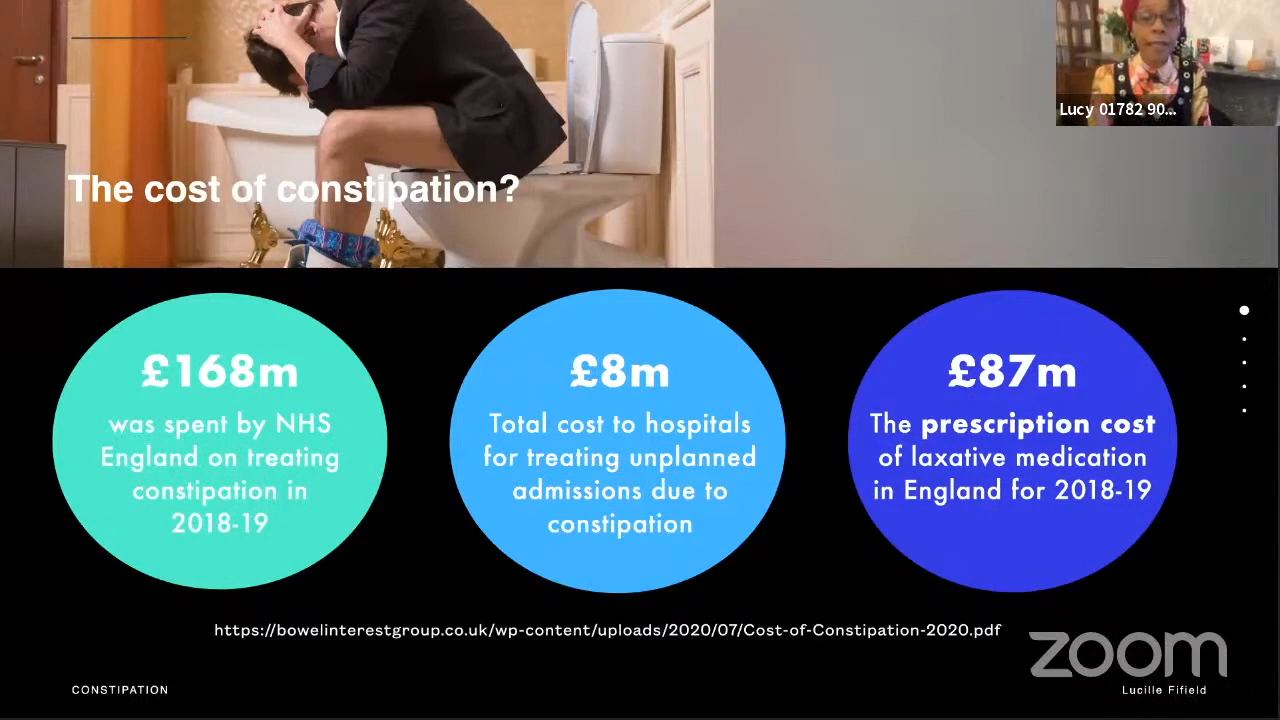 Lucy 01782 90...
The cost of constipation?
£168m
was spent by NHS
England on treating
constipation in
2018-19
£8m
Total cost to hospitals
for treating unplanned
admissions due to
constipation
£87m
The prescription cost
of laxative medication
in England for 2018-19
https://bowelinterestgroup.co.uk/wp-content/uploads/2020/07/Cost-of-Constipation-2020.pdf
zoom
CONSTIPATION
Lucille Fifield